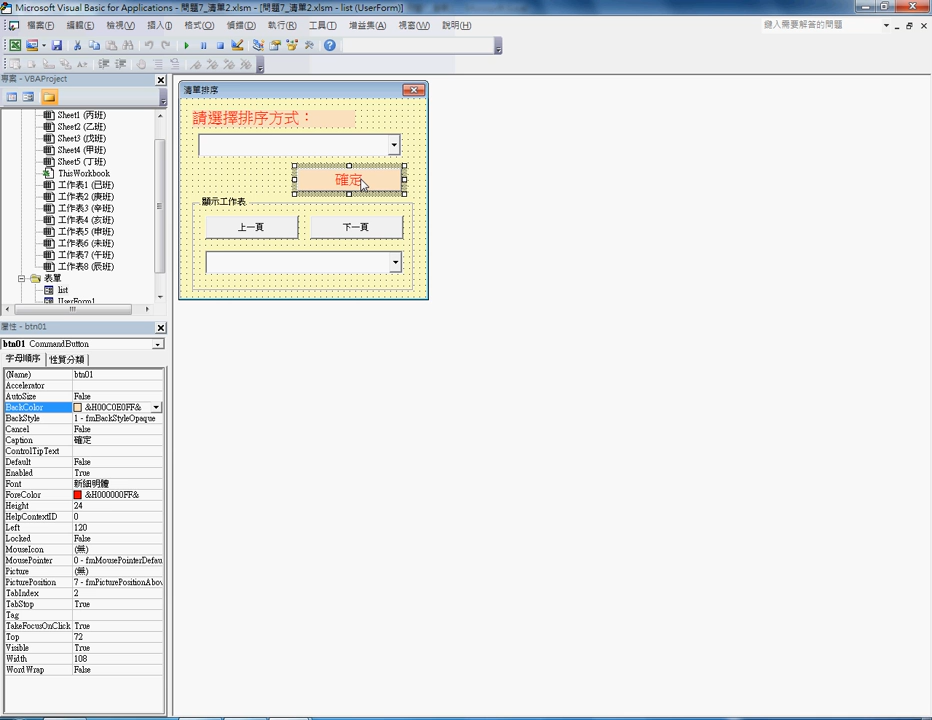 Microsoft Visual Basic for Applications - 問題7_清單2.xlsm - [問題7_清單2.xlsm - list (UserForm)]
檔案(F) 編輯(E) 檢視(V) 插入(I) 格式(O) 偵錯(D) 執行(R) 工具(T) 增益集(A) 視窗(W) 說明(H)
鍵入需要解答的問題
專案 - VBAProject
Sheet1 (丙班)
Sheet2 (乙班)
Sheet3 (戊班)
Sheet4 (甲班)
Sheet5 (丁班)
ThisWorkbook
工作表1 (已班)
工作表2 (庚班)
工作表3 (辛班)
工作表4 (亥班)
工作表5 (申班)
工作表6 (未班)
工作表7 (午班)
工作表8 (辰班)
表單
list
UserForm1
清單排序
請選擇排序方式：
確定
顯示工作表
上一頁
下一頁
屬性 - btn01
btn01 CommandButton
字母順序 性質分類
(Name) btn01
Accelerator
AutoSize False
BackColor &H00C0E0FF&
BackStyle 1 - fmBackStyleOpaque
Cancel False
Caption 確定
ControlTipText
Default False
Enabled True
Font 新細明體
ForeColor &H000000FF&
Height 24
HelpContextID 0
Left 120
Locked False
MouseIcon (無)
MousePointer 0 - fmMousePointerDefau
Picture (無)
PicturePosition 7 - fmPicturePositionAbov
TabIndex 2
TabStop True
Tag
TakeFocusOnClick True
Top 72
Visible True
Width 108
WordWrap False